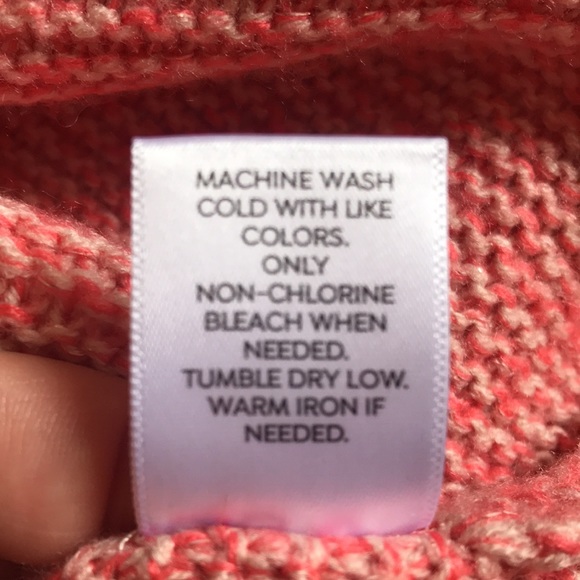 MACHINE WASH
COLD WITH LIKE
COLORS.
ONLY
NON-CHLORINE
BLEACH WHEN
NEEDED.
TUMBLE DRY LOW.
WARM IRON IF
NEEDED.